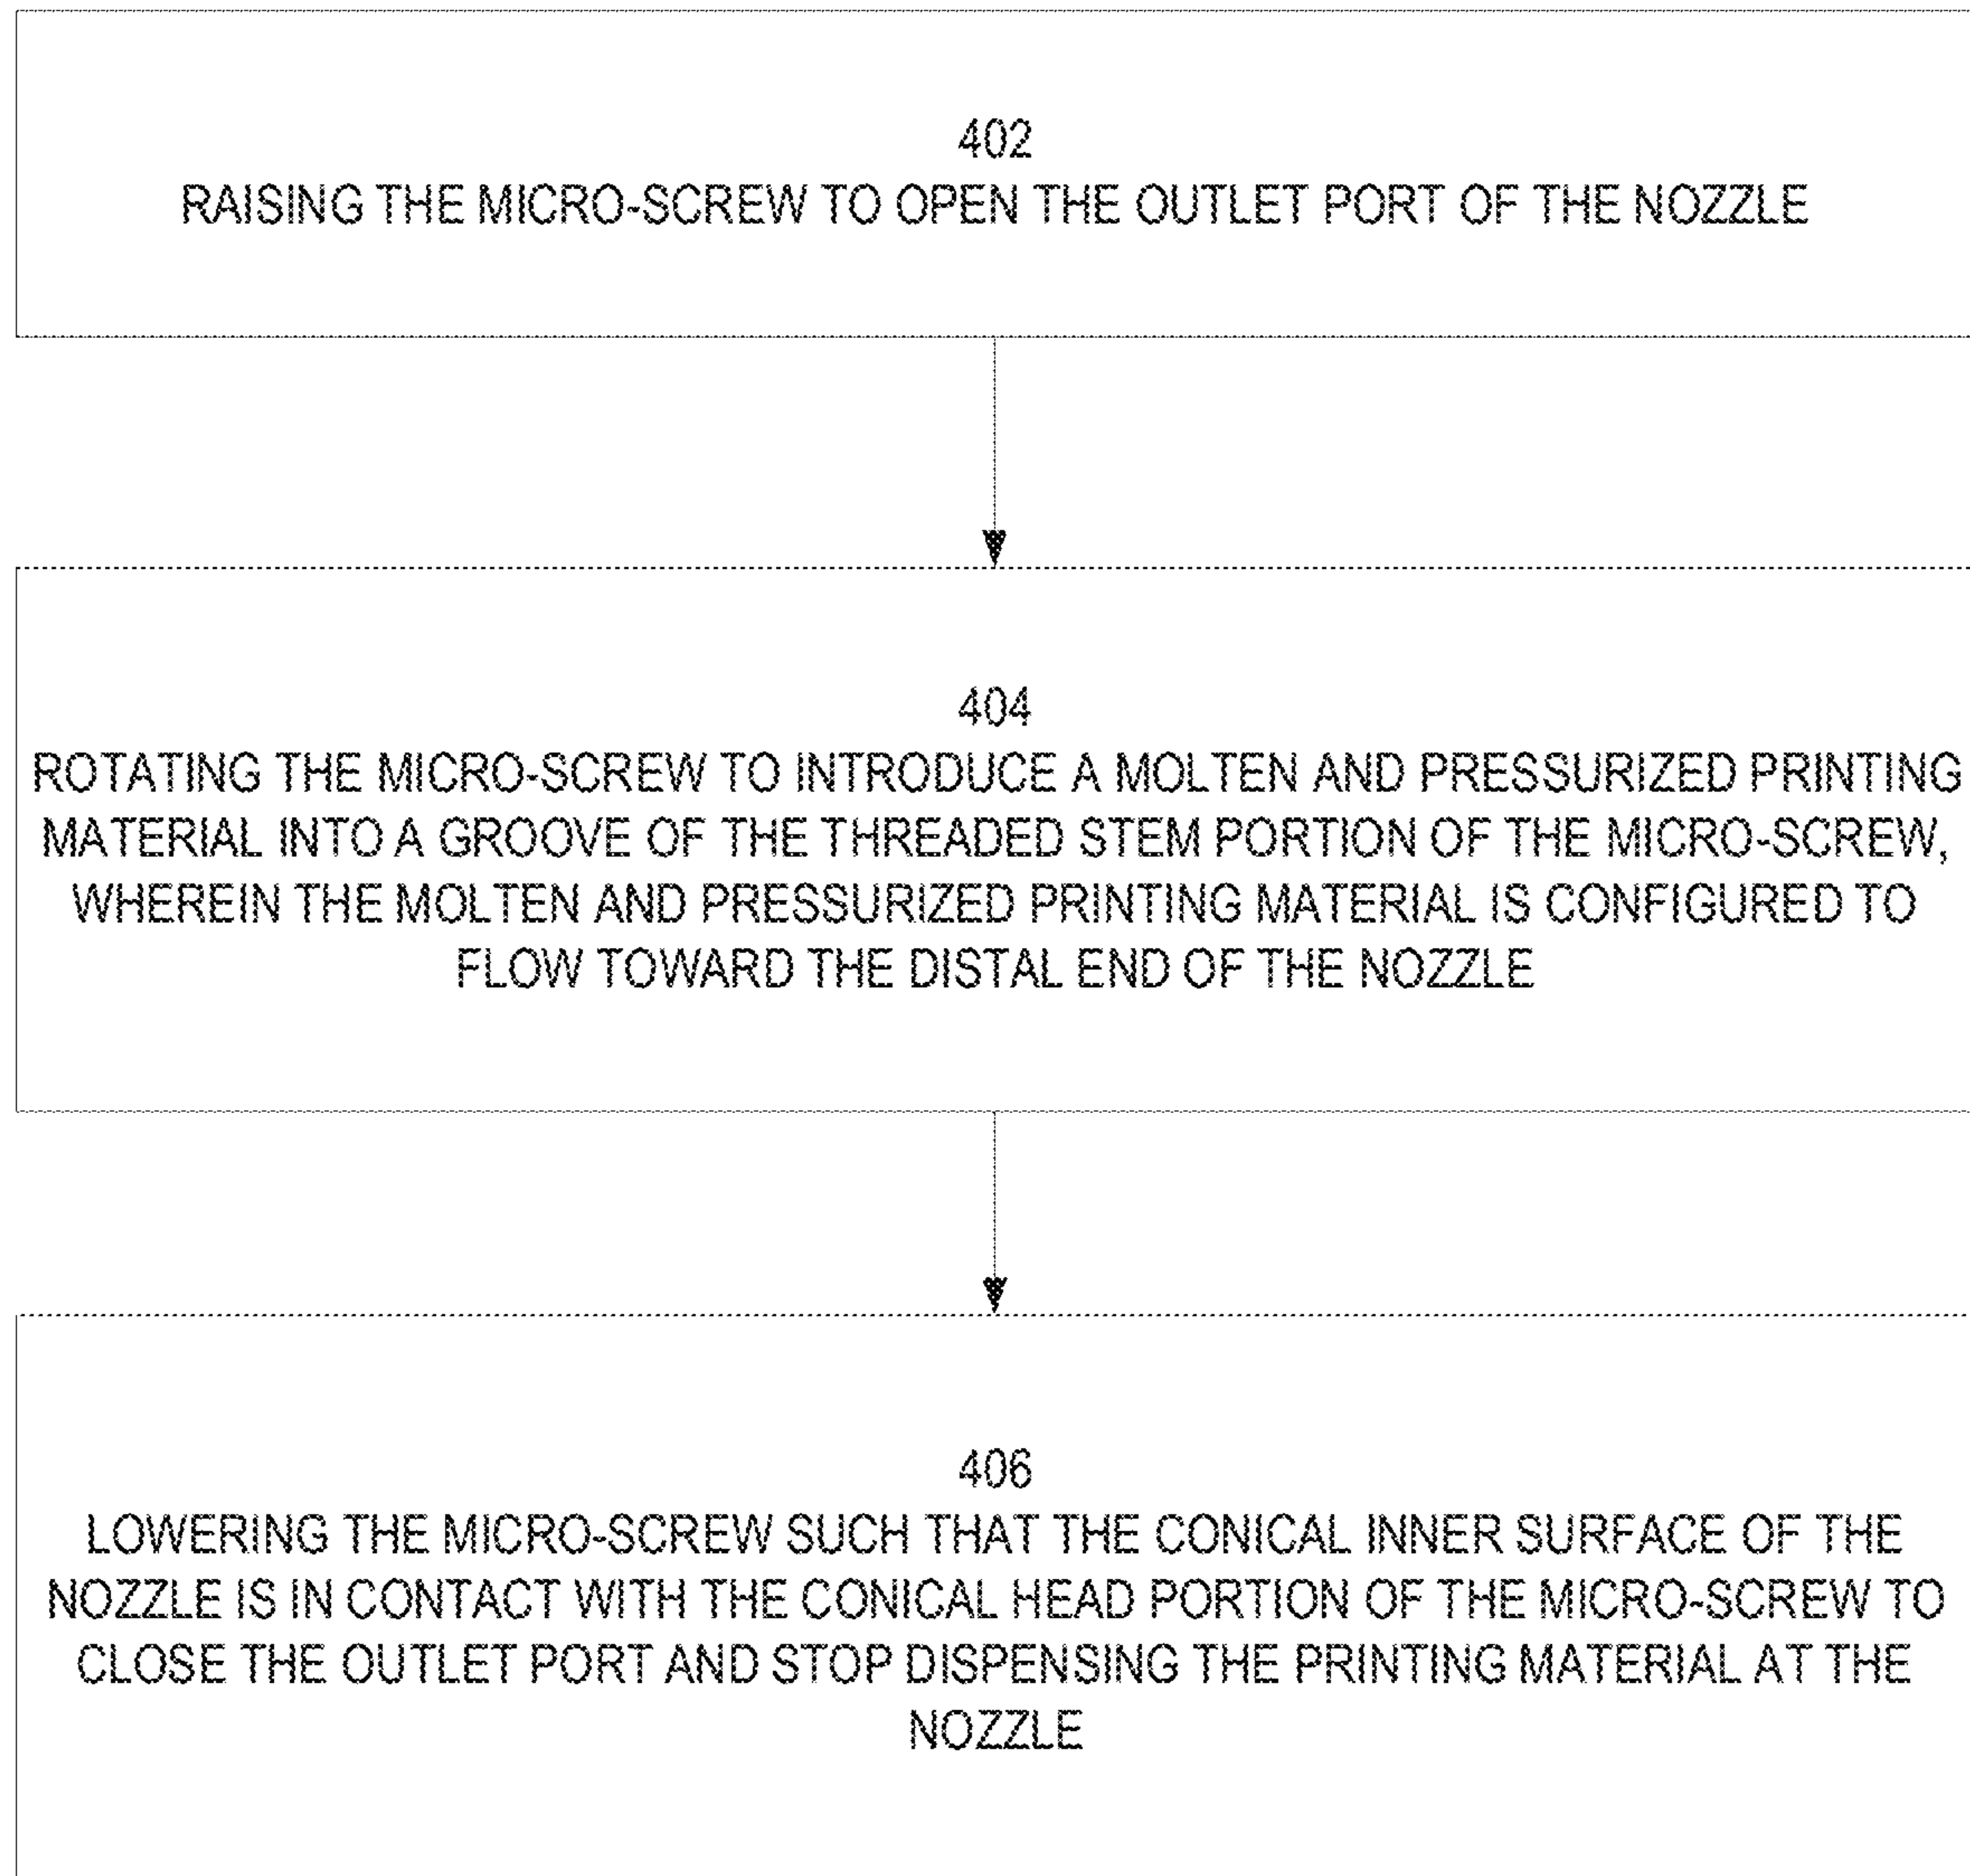 402
RAISING THE MICRO-SCREW TO OPEN THE OUTLET PORT OF THE NOZZLE
404
ROTATING THE MICRO-SCREW TO INTRODUCE A MOLTEN AND PRESSURIZED PRINTING
MATERIAL INTO A GROOVE OF THE THREADED STEM PORTION OF THE MICRO-SCREW,
WHEREIN THE MOLTEN AND PRESSURIZED PRINTING MATERIAL IS CONFIGURED TO
FLOW TOWARD THE DISTAL END OF THE NOZZLE
406
LOWERING THE MICRO-SCREW SUCH THAT THE CONICAL INNER SURFACE OF THE
NOZZLE IS IN CONTACT WITH THE CONICAL HEAD PORTION OF THE MICRO-SCREW TO
CLOSE THE OUTLET PORT AND STOP DISPENSING THE PRINTING MATERIAL AT THE
NOZZLE